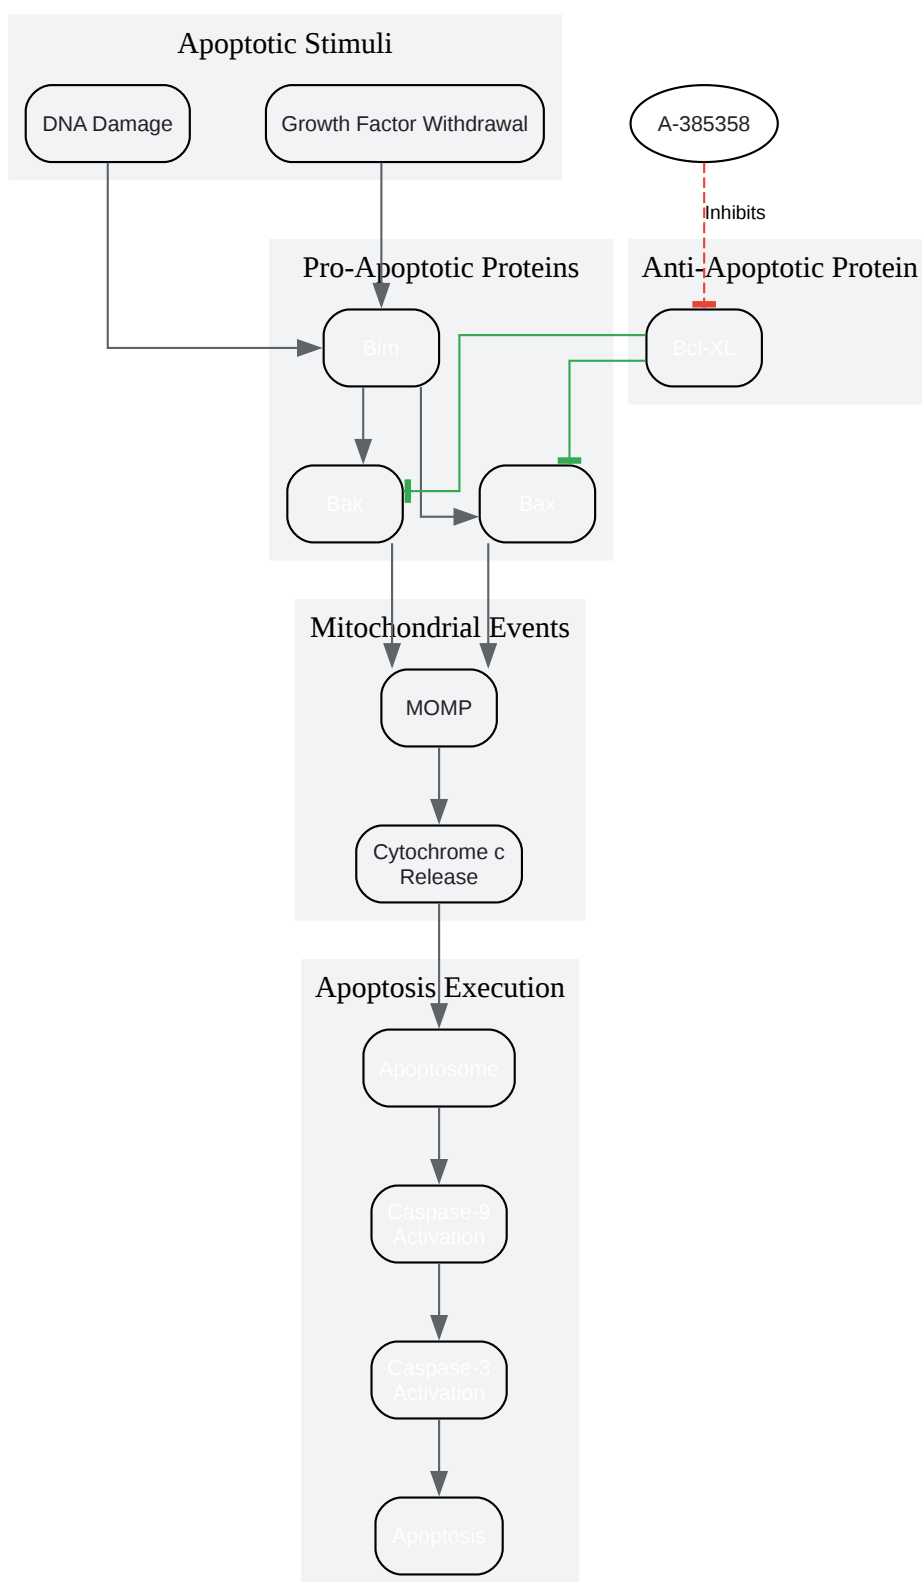 Apoptotic Stimuli
DNA Damage
Growth Factor Withdrawal
A-385358
Inhibits
Pro-Apoptotic Proteins
Anti-Apoptotic Protein
Bim
Bcl-XL
Bak
Bax
Mitochondrial Events
MOMP
Cytochrome c
Release
Apoptosis Execution
Apoptosome
Caspase-9
Activation
Caspase-3
Activation
Apoptosis